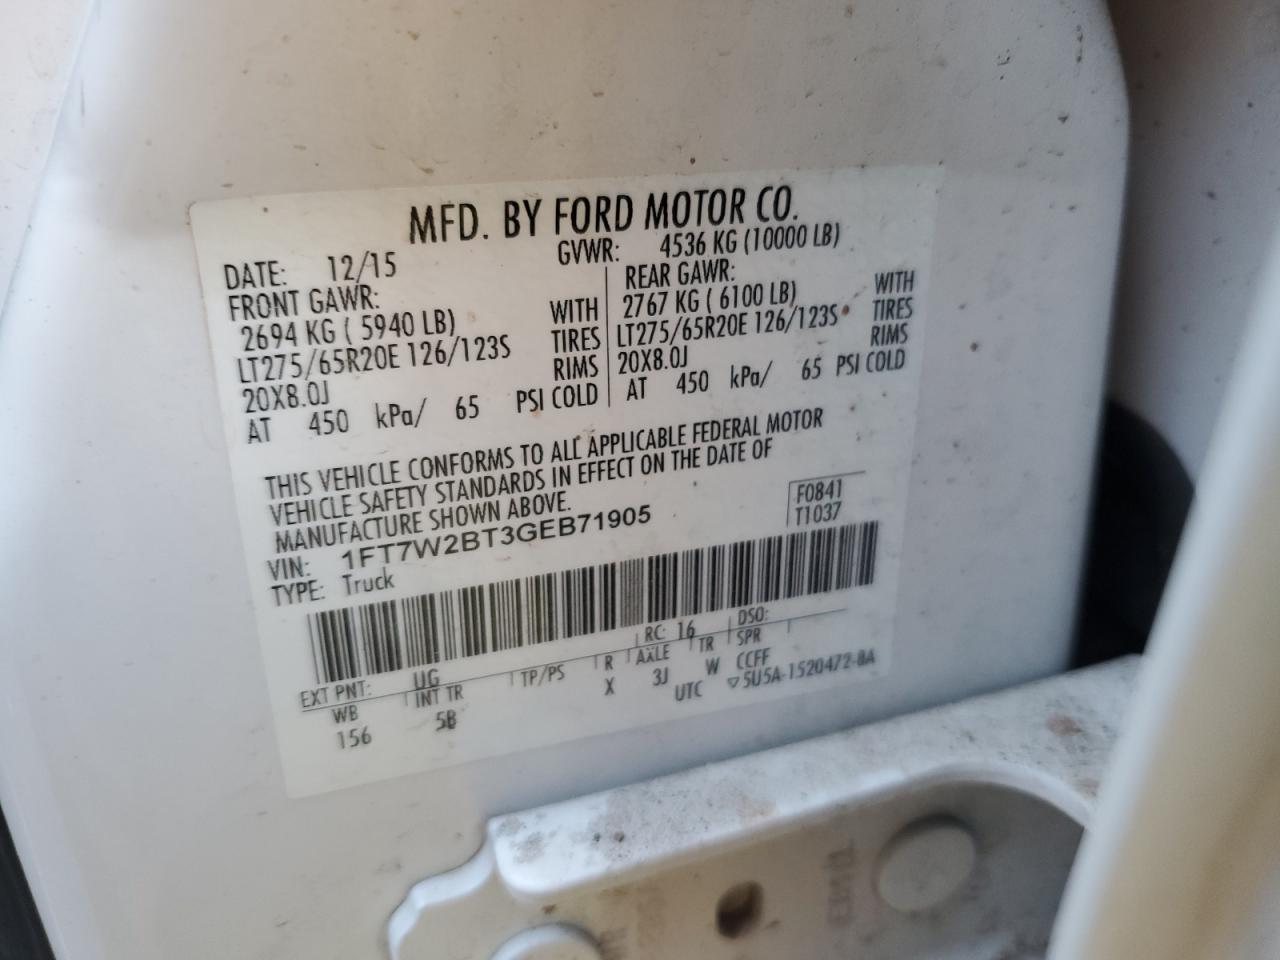 MFD. BY FORD MOTOR CO.
DATE: 12/15
GVWR: 4536 KG (10000 LB)
FRONT GAWR:
2694 KG ( 5940 LB) WITH
LT275/65R20E 126/123S TIRES
20X8.0J RIMS
AT 450 kPa/ 65 PSI COLD
REAR GAWR:
2767 KG ( 6100 LB) WITH
LT275/65R20E 126/123S TIRES
20X8.0J RIMS
AT 450 kPa/ 65 PSI COLD
THIS VEHICLE CONFORMS TO ALL APPLICABLE FEDERAL MOTOR
VEHICLE SAFETY STANDARDS IN EFFECT ON THE DATE OF
MANUFACTURE SHOWN ABOVE.
F0841
T1037
VIN: 1FT7W2BT3GEB71905
TYPE: Truck
EXT PNT: UG RC: 16 DSO:
WB INT TR TP/PS R AXLE TR SPR
156 5B X 3J W CCFF
UTC ▽5U5A-1520472-BA